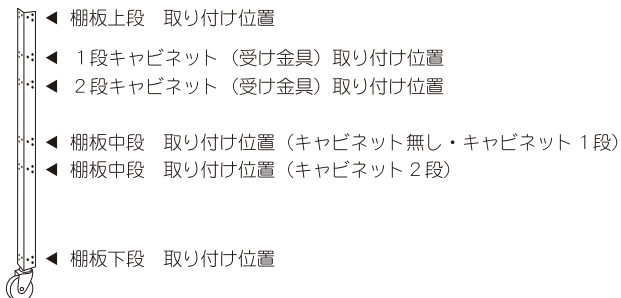 ◀ 棚板上段　取り付け位置
◀ １段キャビネット（受け金具）取り付け位置
◀ ２段キャビネット（受け金具）取り付け位置
◀ 棚板中段　取り付け位置（キャビネット無し・キャビネット１段）
◀ 棚板中段　取り付け位置（キャビネット２段）
◀ 棚板下段　取り付け位置